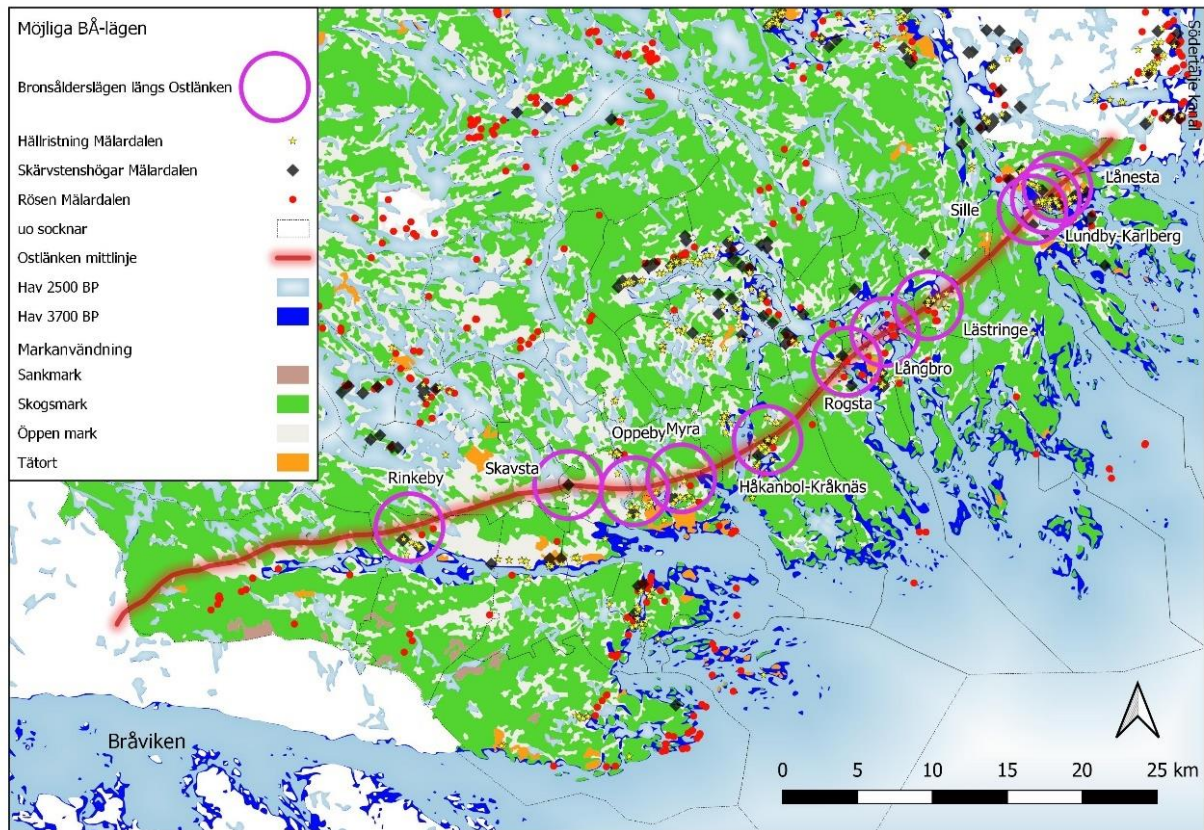 Möjliga BÅ-lägen
Bronsålderslägen längs Ostlänken
Hällristning Mälardalen
Skärvstenshögar Mälardalen
Rösen Mälardalen
uo socknar
Ostlänken mittlinje
Hav 2500 BP
Hav 3700 BP
Markanvändning
Sankmark
Skogsmark
Öppen mark
Tätort
Södertälje kanal
Lånesta
Sille
Lundby-Karlberg
Lästringe
Långbro
Rogsta
Oppeby
Myra
Håkanbol-Kråknäs
Skavsta
Rinkeby
Bråviken
0 5 10 15 20 25 km